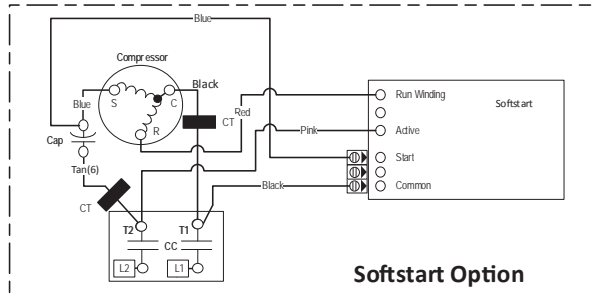 Blue
Compressor
Black
Blue
S
C
R
Red
CT
Cap
Tan(6)
CT
Pink
Black
Run Winding
Softstart
Active
Start
Common
T2
T1
CC
L2
L1
Softstart Option